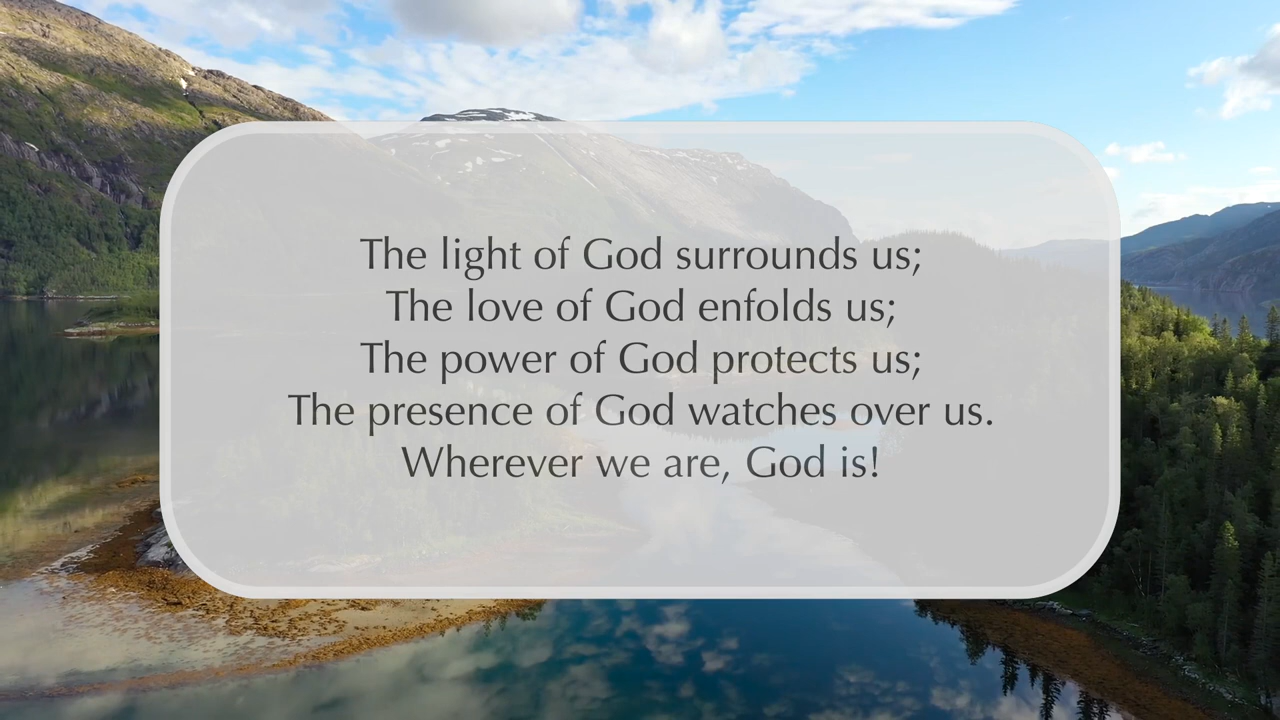 The light of God surrounds us;
The love of God enfolds us;
The power of God protects us;
The presence of God watches over us.
Wherever we are, God is!